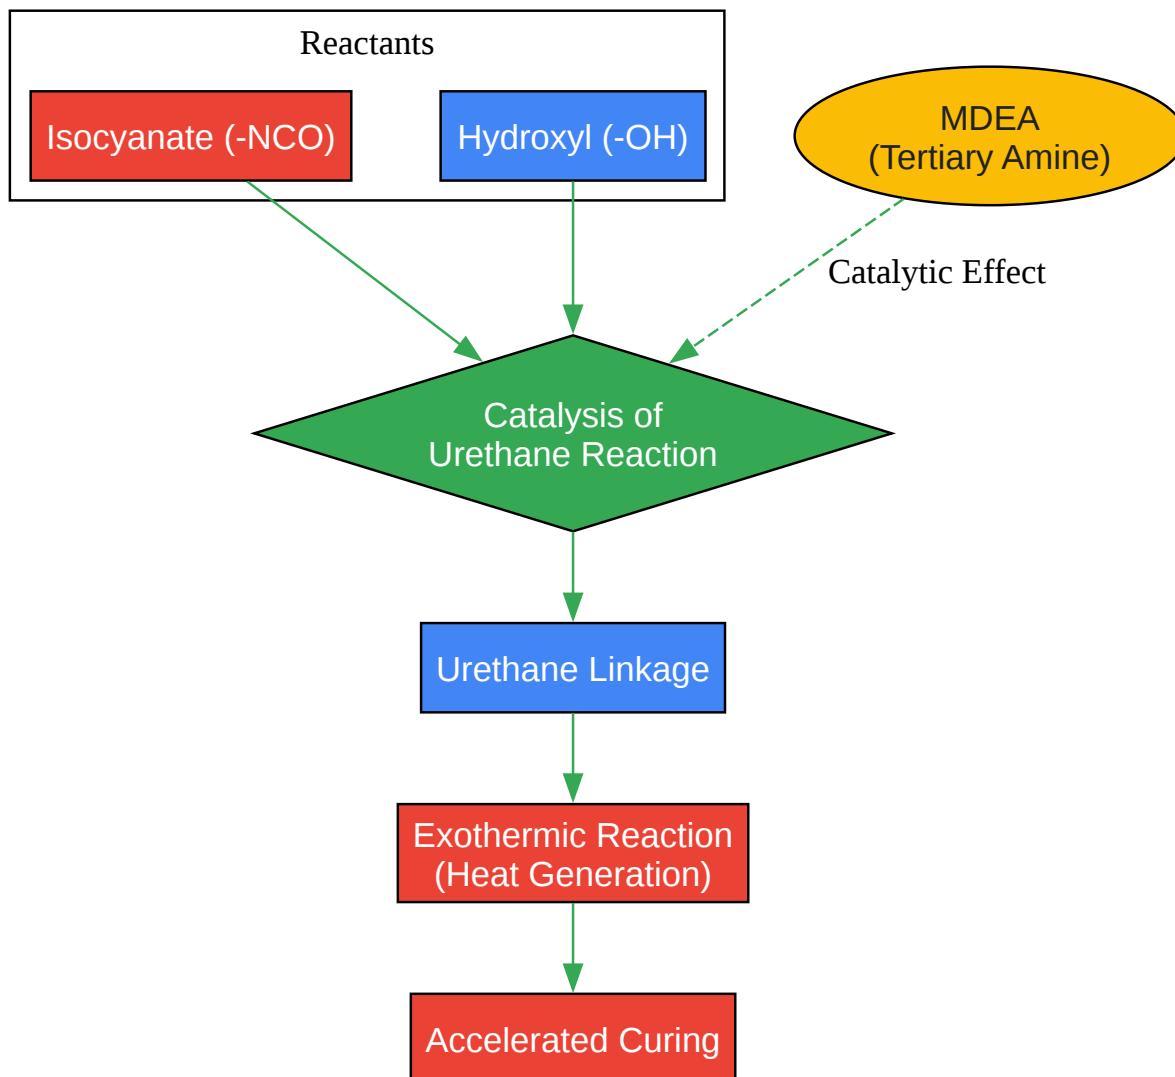 Reactants
Isocyanate (-NCO)
Hydroxyl (-OH)
MDEA
(Tertiary Amine)
Catalytic Effect
Catalysis of
Urethane Reaction
Urethane Linkage
Exothermic Reaction
(Heat Generation)
Accelerated Curing